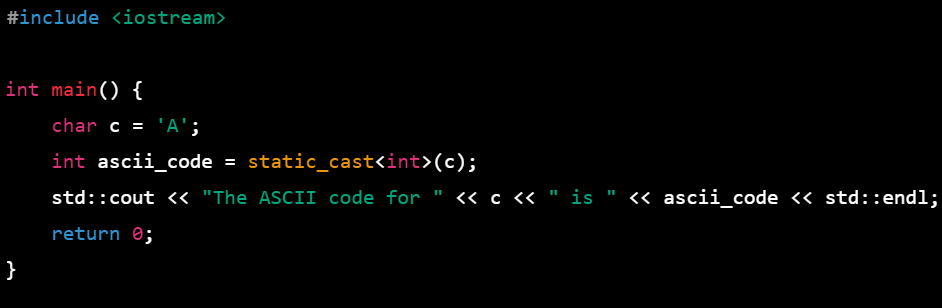 #include <iostream>

int main() {
    char c = 'A';
    int ascii_code = static_cast<int>(c);
    std::cout << "The ASCII code for " << c << " is " << ascii_code << std::endl;
    return 0;
}